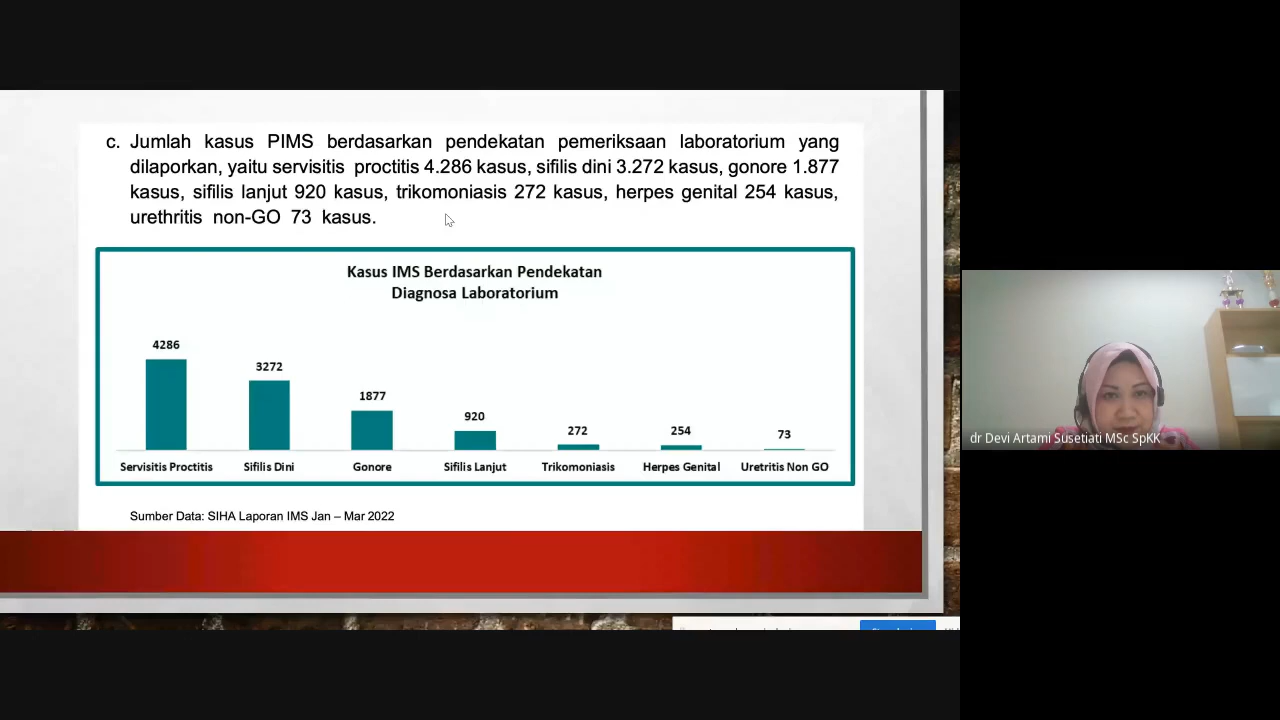 c. Jumlah kasus PIMS berdasarkan pendekatan pemeriksaan laboratorium yang
dilaporkan, yaitu servisitis proctitis 4.286 kasus, sifilis dini 3.272 kasus, gonore 1.877
kasus, sifilis lanjut 920 kasus, trikomoniasis 272 kasus, herpes genital 254 kasus,
urethritis non-GO 73 kasus.
Kasus IMS Berdasarkan Pendekatan
Diagnosa Laboratorium
4286
3272
1877
920
272
254
73
Servisitis Proctitis
Sifilis Dini
Gonore
Sifilis Lanjut
Trikomoniasis
Herpes Genital
Uretritis Non GO
Sumber Data: SIHA Laporan IMS Jan – Mar 2022
dr Devi Artami Susetiati MSc SpKK